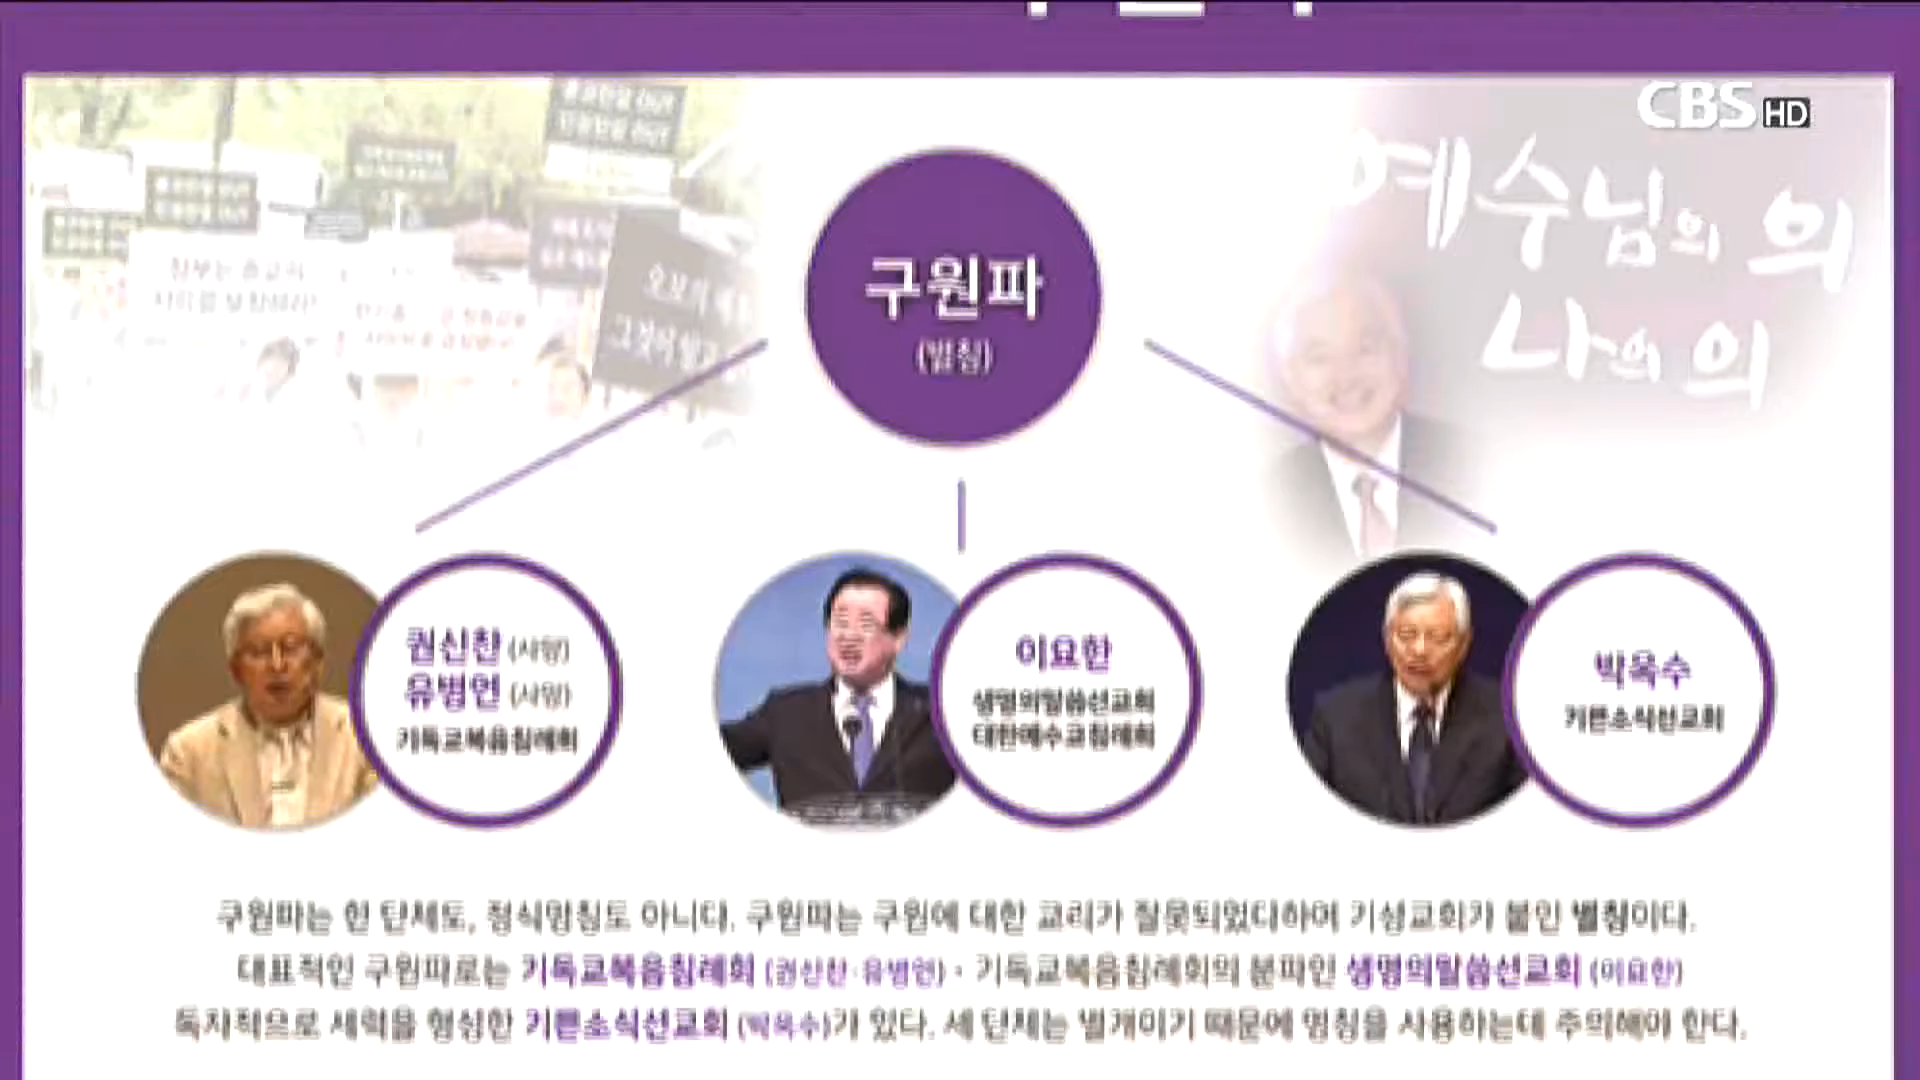 CBS HD
예수님의 의
나의 의
구원파
(별칭)
그것이 알고
권신찬 (사망)
유병언 (사망)
기독교복음침례회
이요한
생명의말씀선교회
대한예수교침례회
박옥수
기쁜소식선교회
구원파는 한 단체도, 정식명칭도 아니다. 구원파는 구원에 대한 교리가 잘못되었다하여 기성교회가 붙인 별칭이다.
대표적인 구원파로는 기독교복음침례회 (권신찬·유병언)· 기독교복음침례회의 분파인 생명의말씀선교회 (이요한)
독자적으로 세력을 형성한 기쁜소식선교회 (박옥수)가 있다. 세 단체는 별개이기 때문에 명칭을 사용하는데 주의해야 한다.